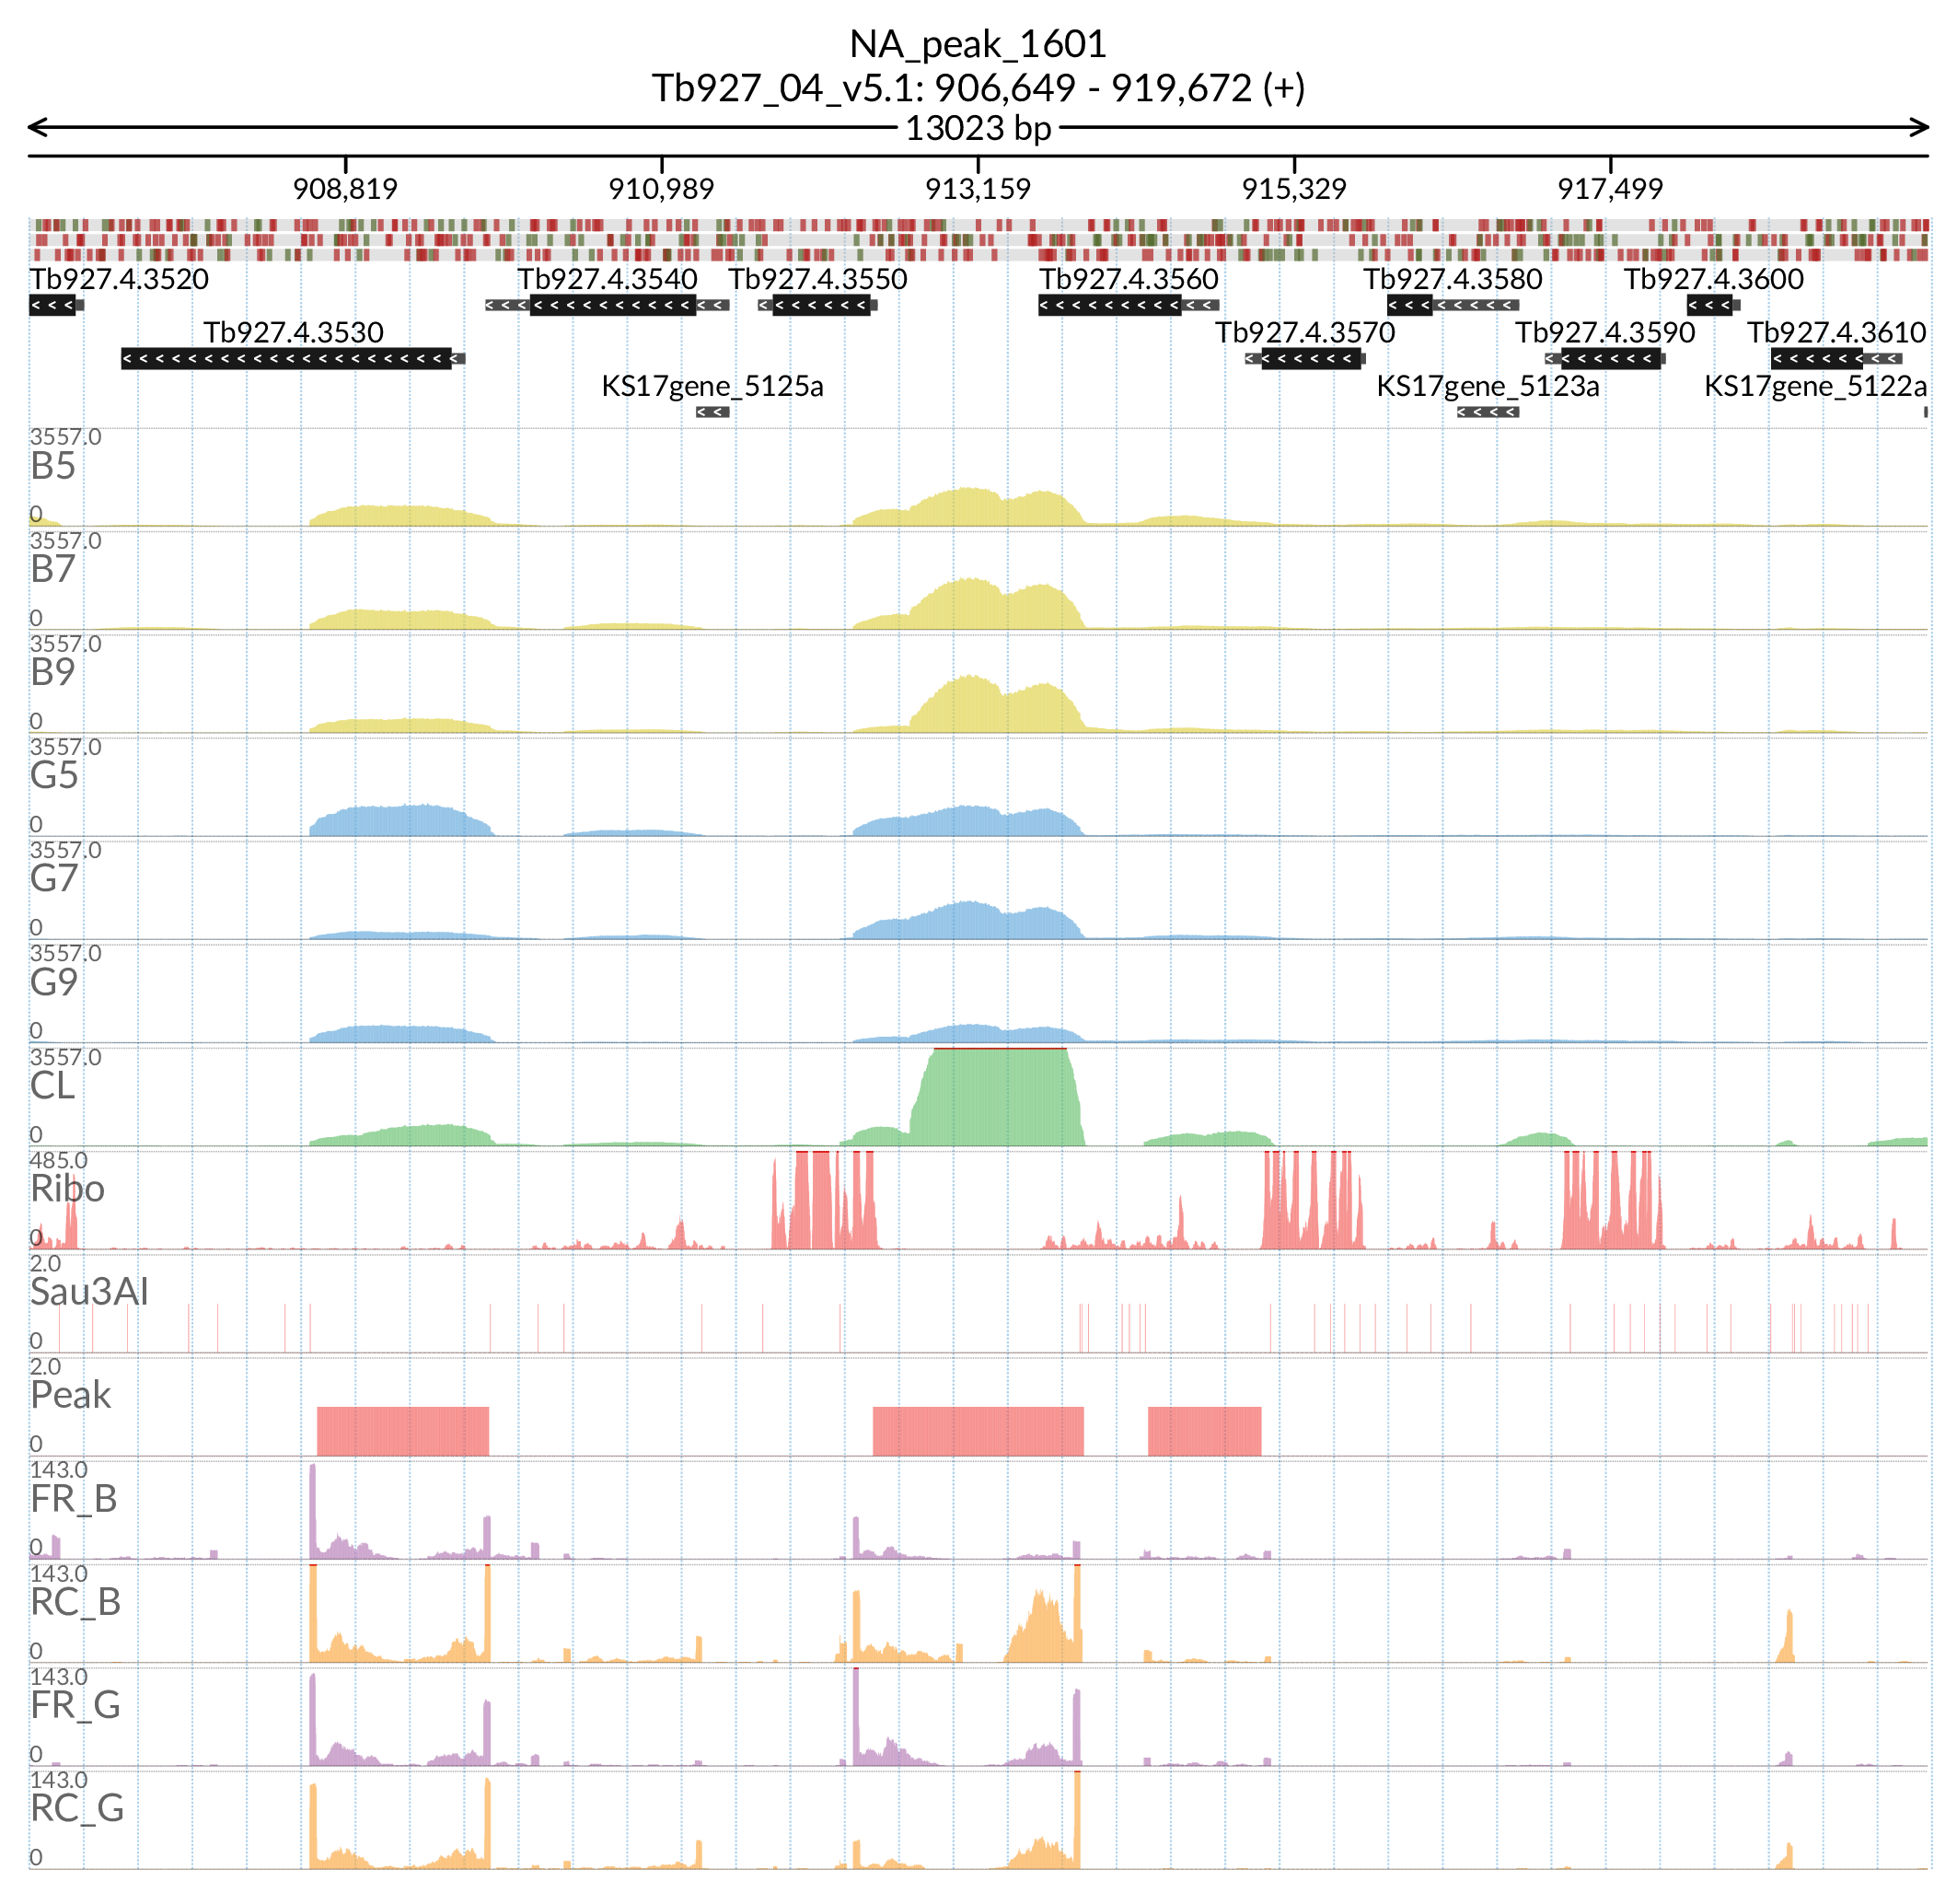 NA_peak_1601
Tb927_04_v5.1: 906,649 - 919,672 (+)
13023 bp
908,819 910,989 913,159 915,329 917,499
Tb927.4.3520 Tb927.4.3540 Tb927.4.3550 Tb927.4.3560 Tb927.4.3580 Tb927.4.3600
Tb927.4.3530 Tb927.4.3570 Tb927.4.3590 Tb927.4.3610
KS17gene_5125a KS17gene_5123a KS17gene_5122a
3557.0
B5
0
3557.0
B7
0
3557.0
B9
0
3557.0
G5
0
3557.0
G7
0
3557.0
G9
0
3557.0
CL
0
485.0
Ribo
0
2.0
Sau3AI
0
2.0
Peak
0
143.0
FR_B
0
143.0
RC_B
0
143.0
FR_G
0
143.0
RC_G
0